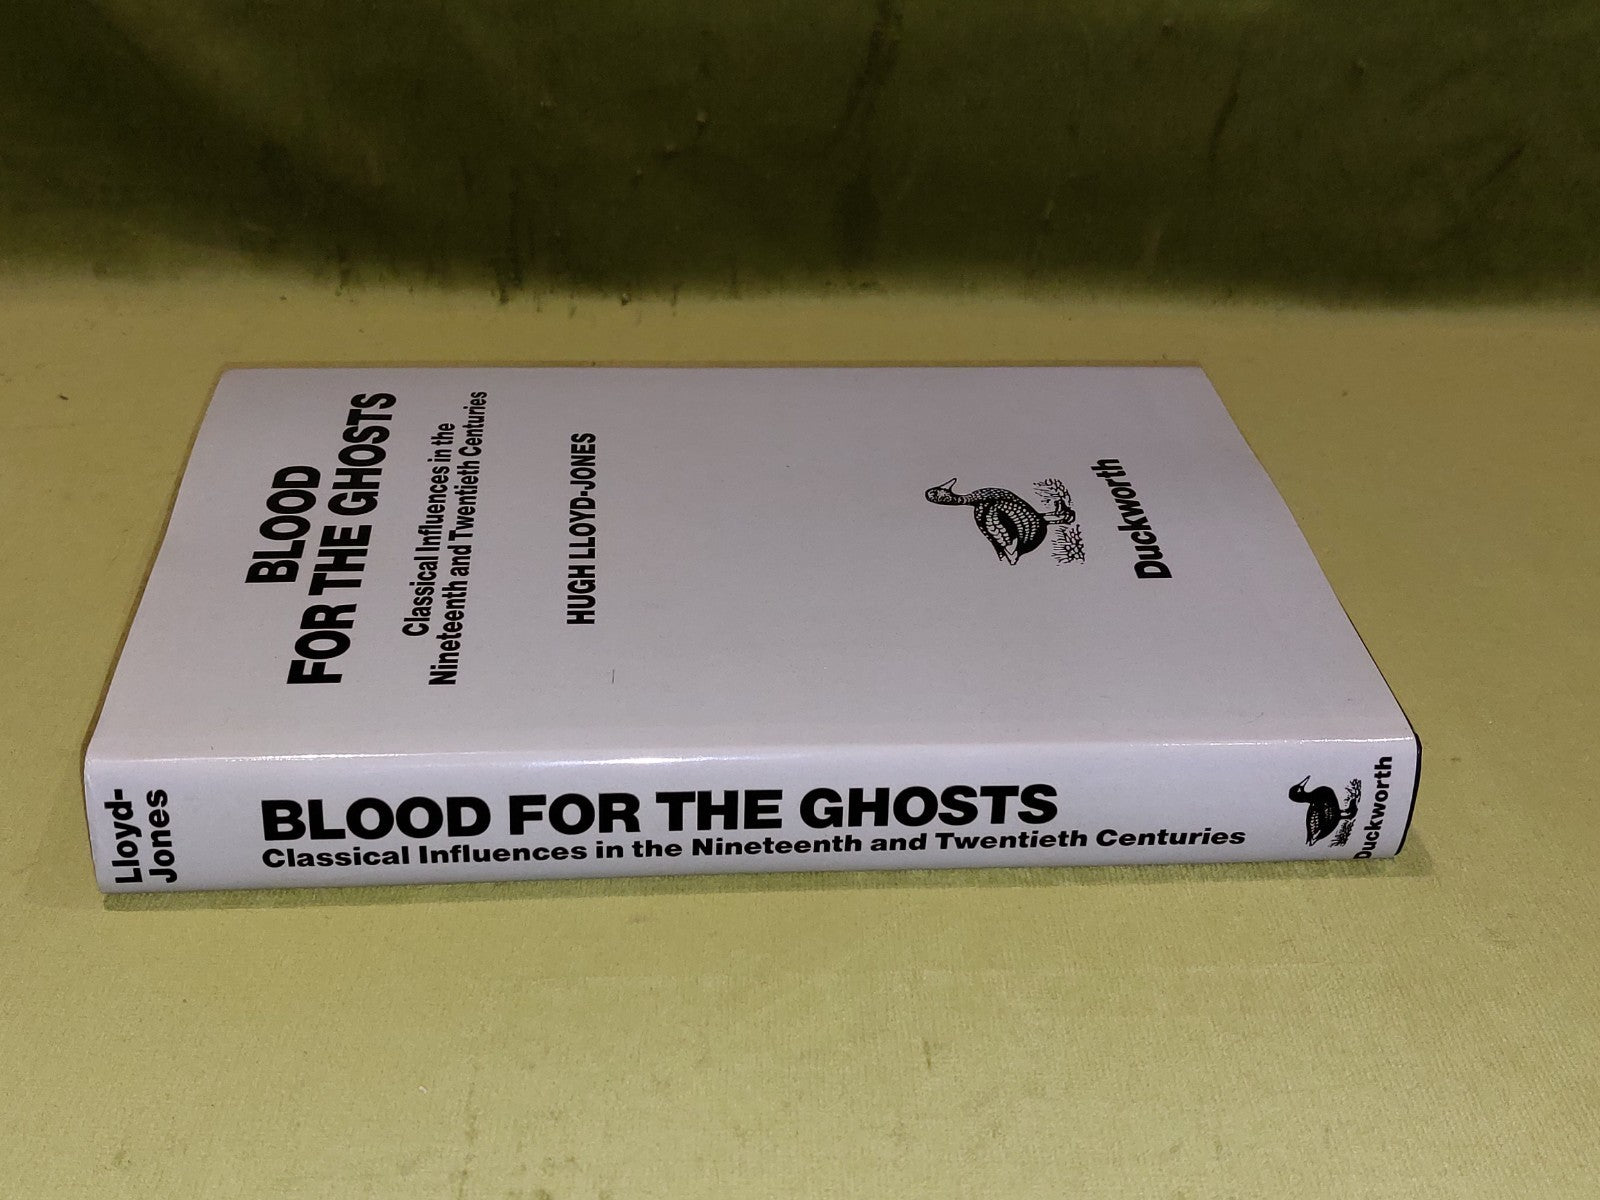 BLOOD
FOR THE GHOSTS
Classical Influences in the
Nineteenth and Twentieth Centuries
HUGH LLOYD-JONES
Duckworth
Lloyd-
Jones
BLOOD FOR THE GHOSTS
Classical Influences in the Nineteenth and Twentieth Centuries
Duckworth